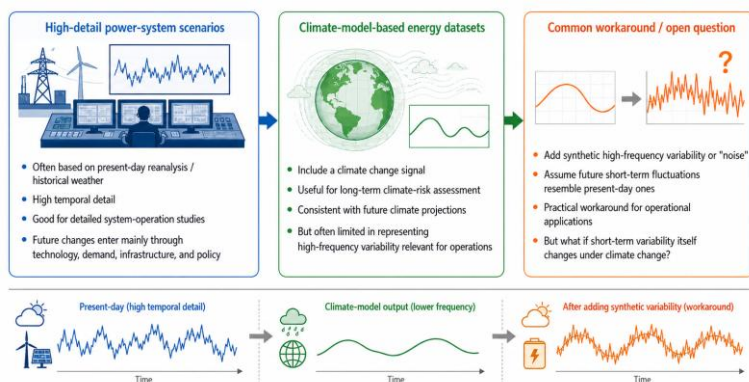 High-detail power-system scenarios
Often based on present-day reanalysis /
historical weather
High temporal detail
Good for detailed system-operation studies
Future changes enter mainly through
technology, demand, infrastructure, and policy
Climate-model-based energy datasets
Include a climate change signal
Useful for long-term climate-risk assessment
Consistent with future climate projections
But often limited in representing
high-frequency variability relevant for operations
Common workaround / open question
?
Add synthetic high-frequency variability or "noise"
Assume future short-term fluctuations
resemble present-day ones
Practical workaround for operational
applications
But what if short-term variability itself
changes under climate change?
Present-day (high temporal detail)
Time
Climate-model output (lower frequency)
Time
After adding synthetic variability (workaround)
Time